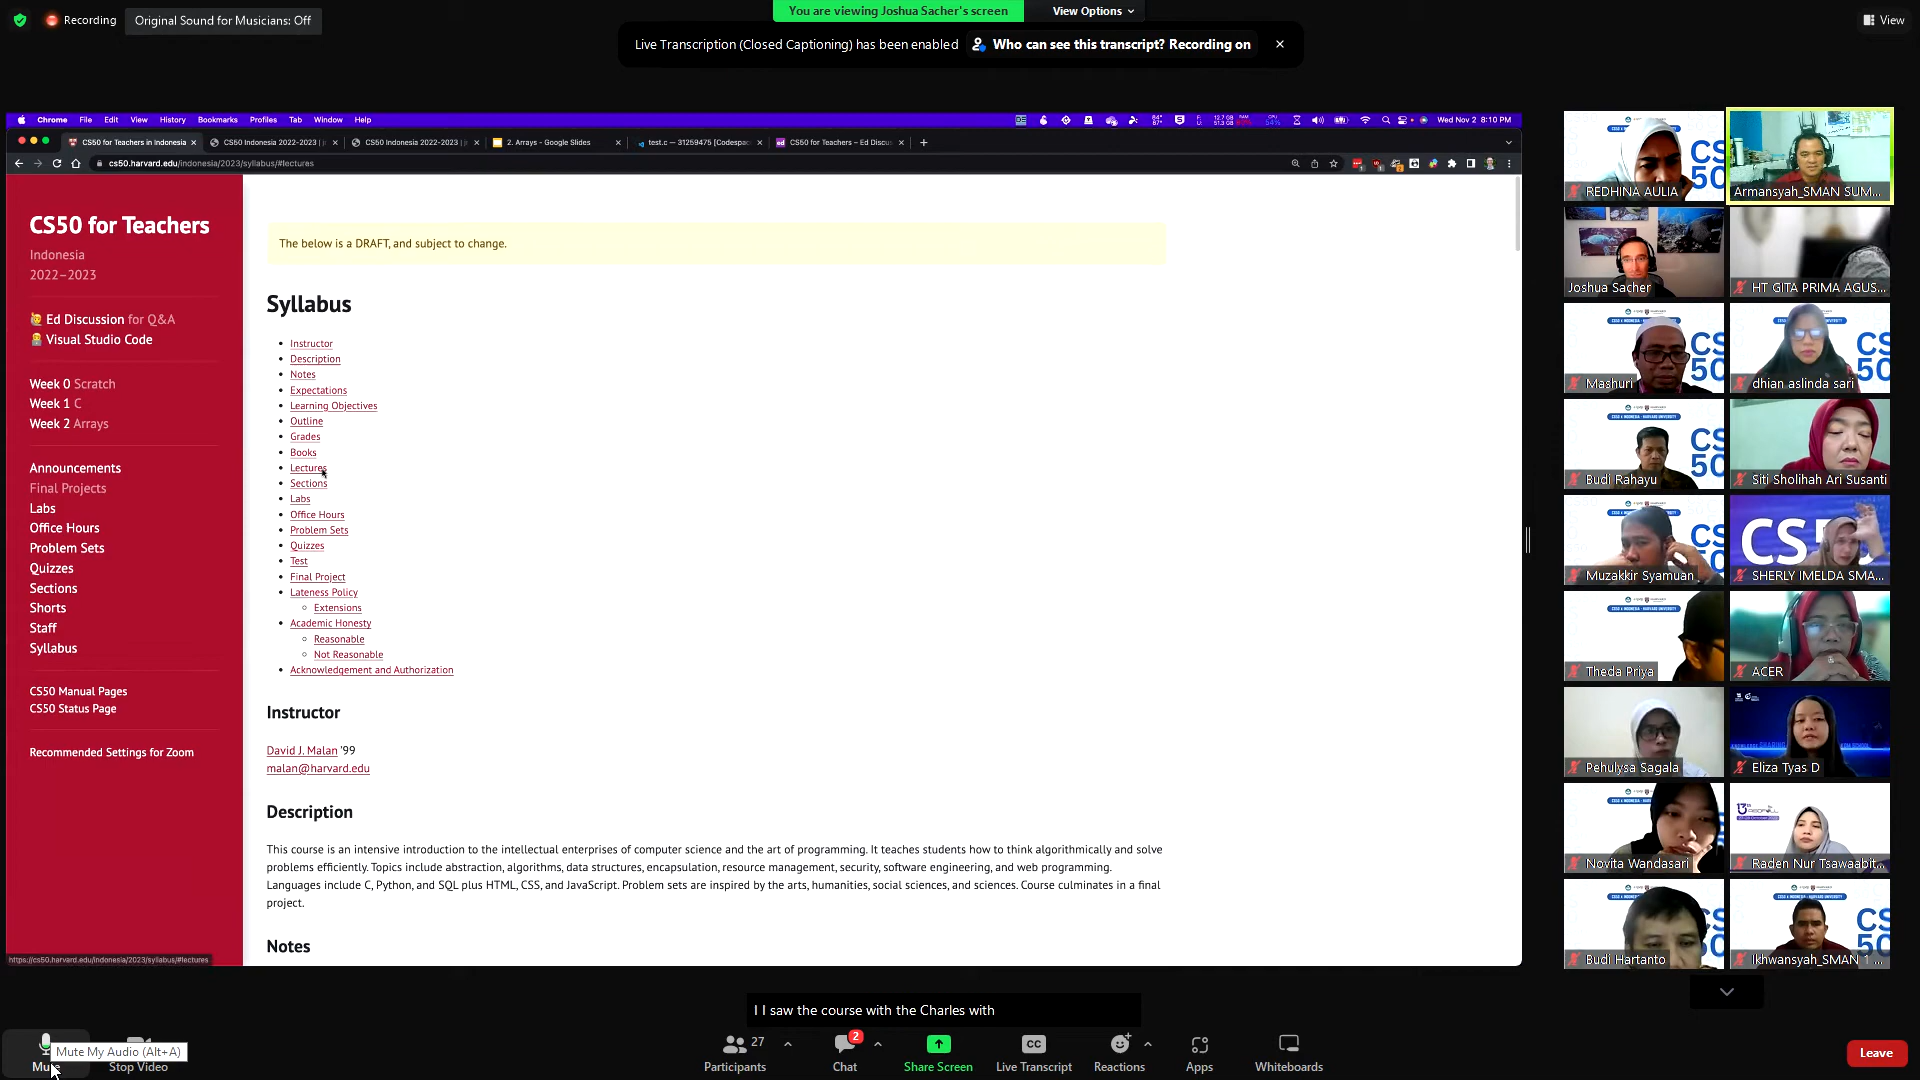 Recording
Original Sound for Musicians: Off
You are viewing Joshua Sacher's screen
View Options
View
Live Transcription (Closed Captioning) has been enabled
Who can see this transcript? Recording on
Chrome File Edit View History Bookmarks Profiles Tab Window Help
Wed Nov 2 8:10 PM
CS50 for Teachers in Indonesia
CS50 Indonesia 2022-2023 |
CS50 Indonesia 2022-2023 |
2. Arrays - Google Slides
test.c — 31259475 [Codespac
CS50 for Teachers – Ed Discus
cs50.harvard.edu/indonesia/2023/syllabus/#lectures
CS50 for Teachers
Indonesia
2022–2023
Ed Discussion for Q&A
Visual Studio Code
Week 0 Scratch
Week 1 C
Week 2 Arrays
Announcements
Final Projects
Labs
Office Hours
Problem Sets
Quizzes
Sections
Shorts
Staff
Syllabus
CS50 Manual Pages
CS50 Status Page
Recommended Settings for Zoom
https://cs50.harvard.edu/indonesia/2023/syllabus/#lectures
The below is a DRAFT, and subject to change.
Syllabus
Instructor
Description
Notes
Expectations
Learning Objectives
Outline
Grades
Books
Lectures
Sections
Labs
Office Hours
Problem Sets
Quizzes
Test
Final Project
Lateness Policy
Extensions
Academic Honesty
Reasonable
Not Reasonable
Acknowledgement and Authorization
Instructor
David J. Malan '99
malan@harvard.edu
Description
This course is an intensive introduction to the intellectual enterprises of computer science and the art of programming. It teaches students how to think algorithmically and solve
problems efficiently. Topics include abstraction, algorithms, data structures, encapsulation, resource management, security, software engineering, and web programming.
Languages include C, Python, and SQL plus HTML, CSS, and JavaScript. Problem sets are inspired by the arts, humanities, social sciences, and sciences. Course culminates in a final
project.
Notes
REDHINA AULIA
Armansyah_SMAN SUM...
Joshua Sacher
HT GITA PRIMA AGUS...
Mashuri
dhian aslinda sari
Budi Rahayu
Siti Sholihah Ari Susanti
Muzakkir Syamuan
SHERLY IMELDA SMA...
Theda Priya
ACER
Pehulysa Sagala
Eliza Tyas D
Novita Wandasari
Raden Nur Tsawaabit...
Budi Hartanto
Ikhwansyah_SMAN 1 ...
I I saw the course with the Charles with
Mute My Audio (Alt+A)
Mute
Stop Video
27
Participants
2
Chat
Share Screen
CC
Live Transcription
Reactions
Apps
Whiteboards
Leave